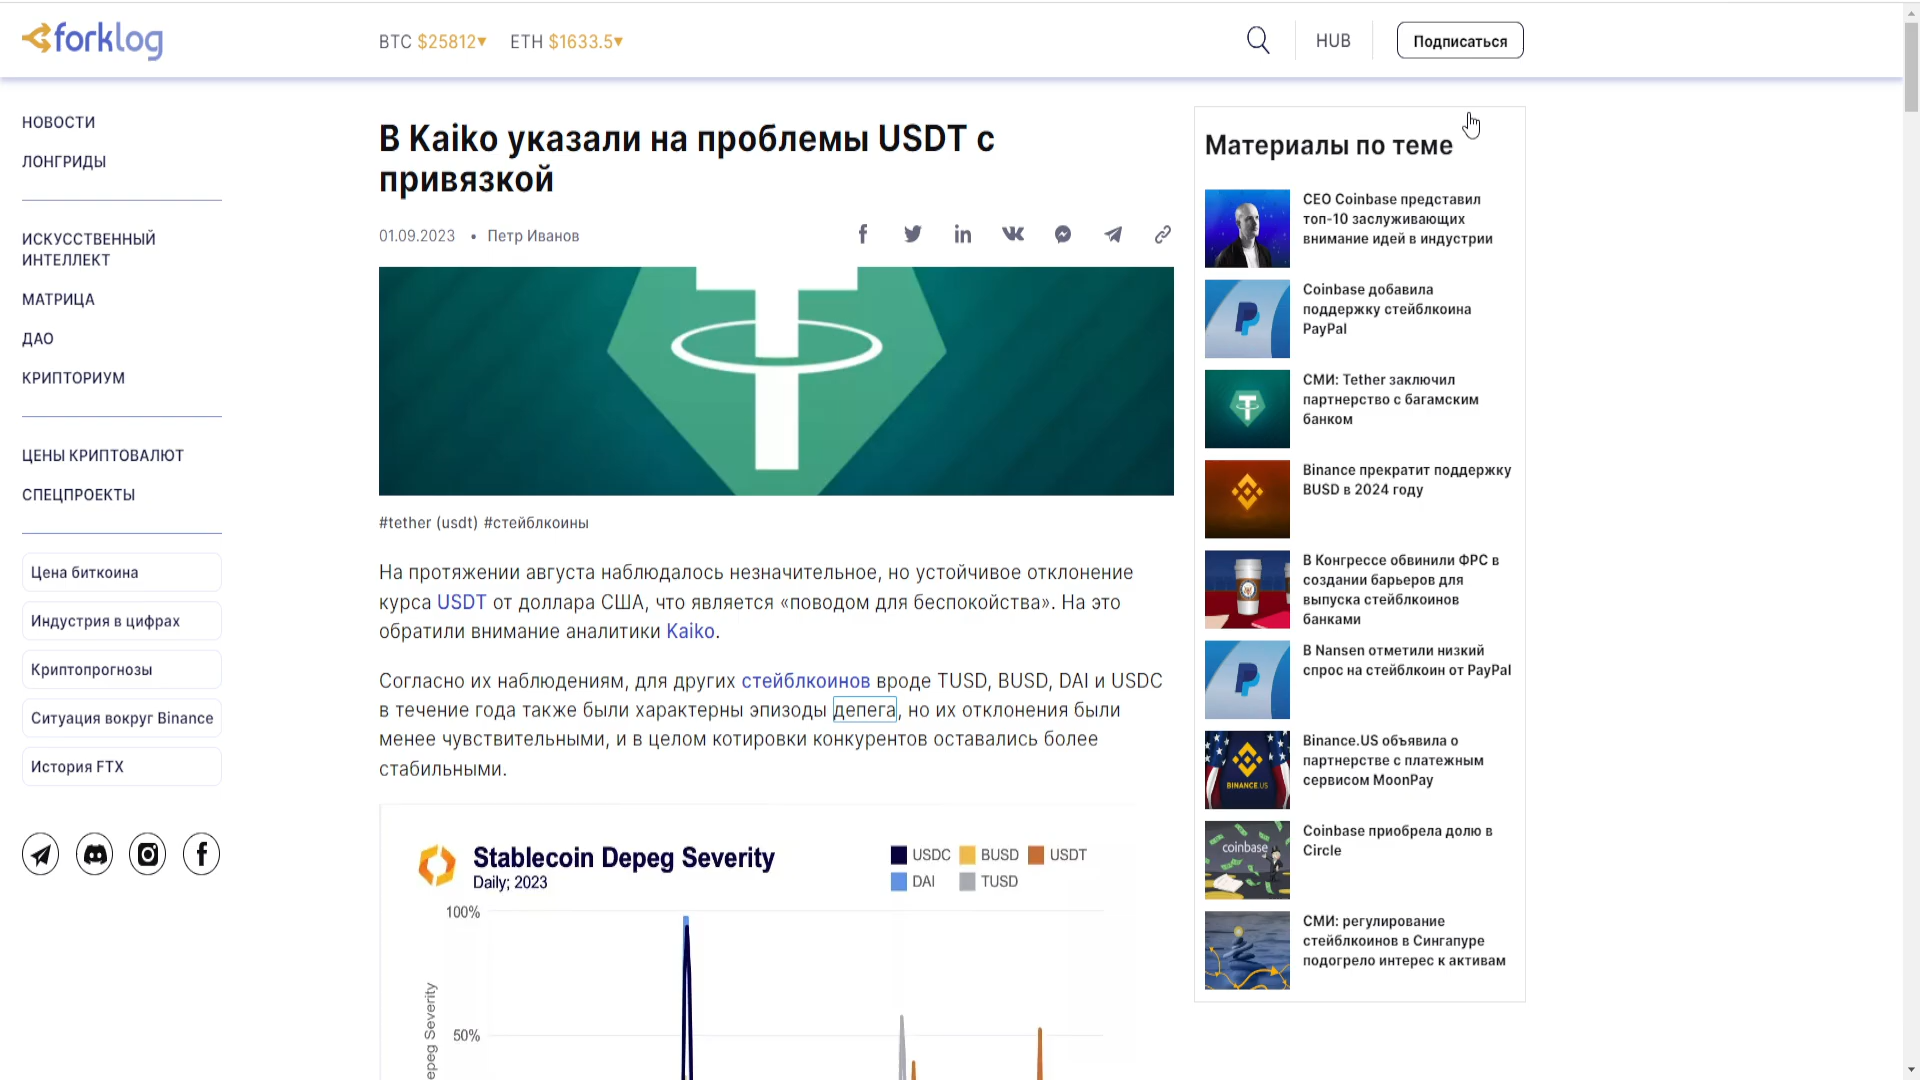 forklog
BTC $25812▾ ETH $1633.5▾
HUB
Подписаться
НОВОСТИ
ЛОНГРИДЫ
ИСКУССТВЕННЫЙ
ИНТЕЛЛЕКТ
МАТРИЦА
ДАО
КРИПТОРИУМ
ЦЕНЫ КРИПТОВАЛЮТ
СПЕЦПРОЕКТЫ
Цена биткоина
Индустрия в цифрах
Криптопрогнозы
Ситуация вокруг Binance
История FTX
В Kaiko указали на проблемы USDT с
привязкой
01.09.2023 • Петр Иванов
#tether (usdt) #стейблкоины
На протяжении августа наблюдалось незначительное, но устойчивое отклонение
курса USDT от доллара США, что является «поводом для беспокойства». На это
обратили внимание аналитики Kaiko.
Согласно их наблюдениям, для других стейблкоинов вроде TUSD, BUSD, DAI и USDC
в течение года также были характерны эпизоды депега, но их отклонения были
менее чувствительными, и в целом котировки конкурентов оставались более
стабильными.
Stablecoin Depeg Severity
Daily; 2023
USDC BUSD USDT
DAI TUSD
100%
50%
epeg Severity
Материалы по теме
CEO Coinbase представил
топ-10 заслуживающих
внимание идей в индустрии
Coinbase добавила
поддержку стейблкоина
PayPal
СМИ: Tether заключил
партнерство с багамским
банком
Binance прекратит поддержку
BUSD в 2024 году
В Конгрессе обвинили ФРС в
создании барьеров для
выпуска стейблкоинов
банками
В Nansen отметили низкий
спрос на стейблкоин от PayPal
BINANCE.US
Binance.US объявила о
партнерстве с платежным
сервисом MoonPay
coinbase
Coinbase приобрела долю в
Circle
СМИ: регулирование
стейблкоинов в Сингапуре
подогрело интерес к активам